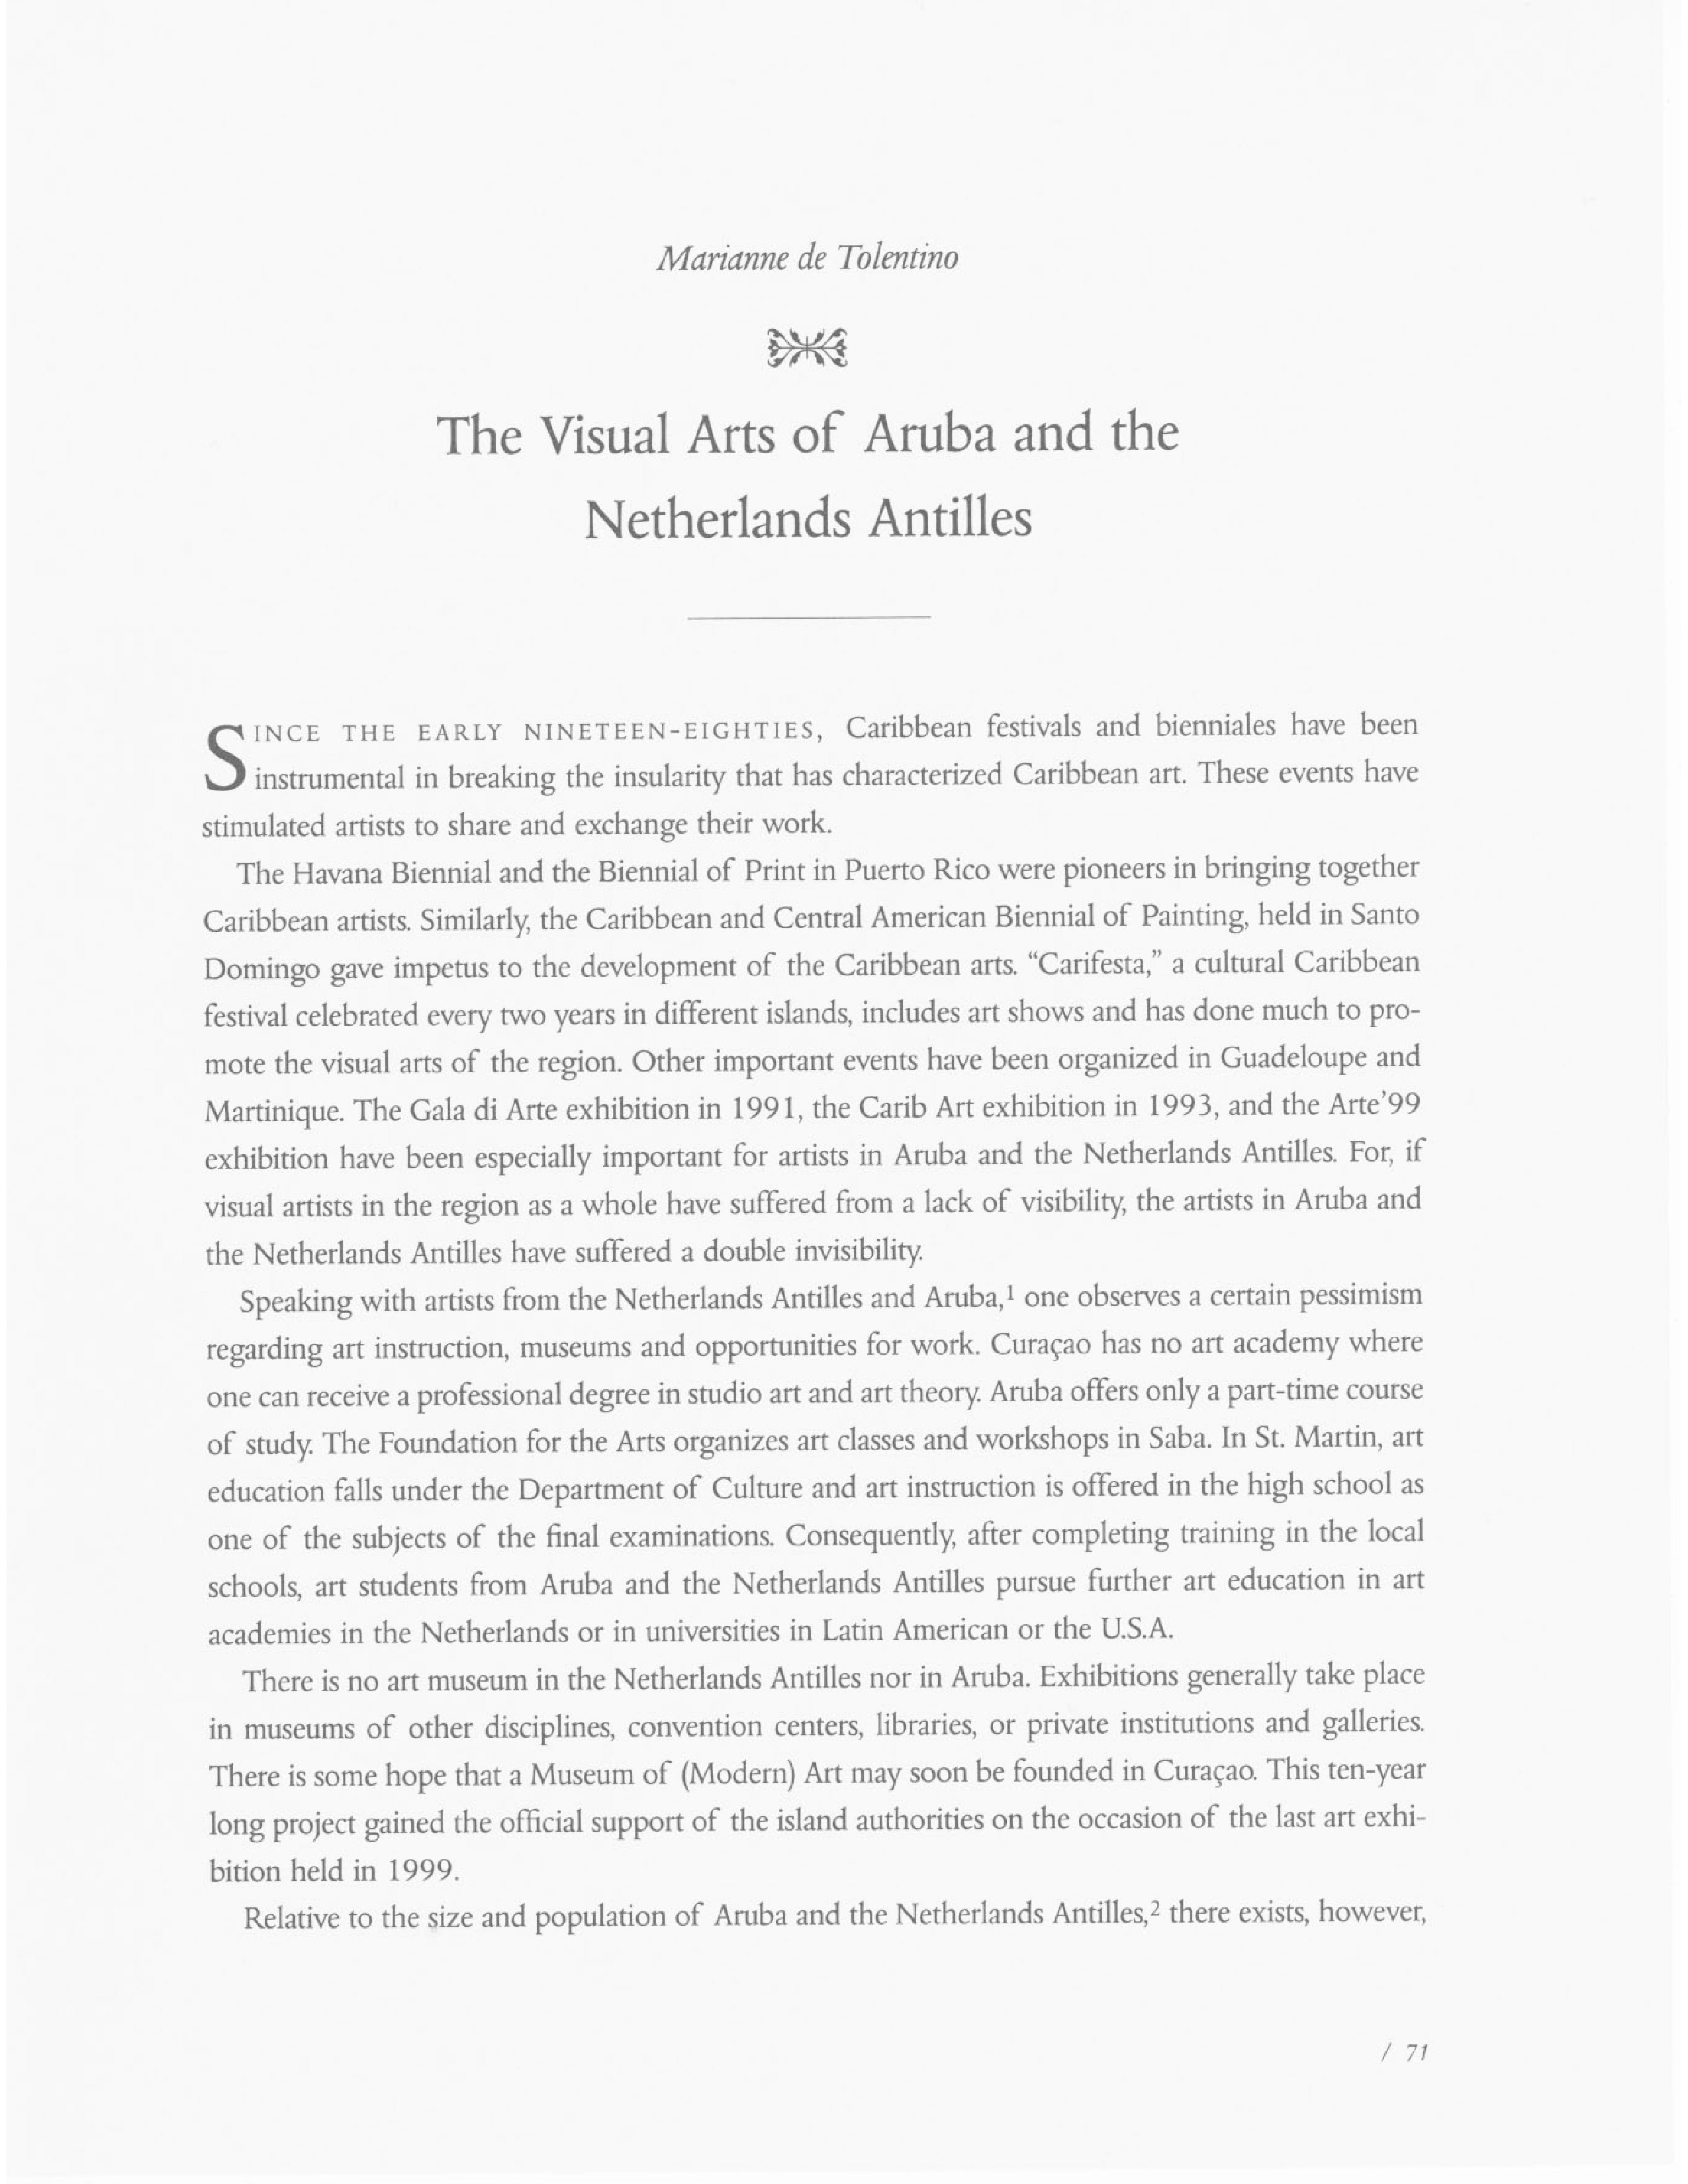 Marianne de Tolentino
The Visual Arts of Aruba and the
Netherlands Antilles
SINCE THE EARLY NINETEEN-EIGHTIES, Caribbean festivals and bienniales have been
instrumental in breaking the insularity that has characterized Caribbean art. These events have
stimulated artists to share and exchange their work.
The Havana Biennial and the Biennial of Print in Puerto Rico were pioneers in bringing together
Caribbean artists. Similarly, the Caribbean and Central American Biennial of Painting, held in Santo
Domingo gave impetus to the development of the Caribbean arts. “Carifesta,” a cultural Caribbean
festival celebrated every two years in different islands, includes art shows and has done much to pro-
mote the visual arts of the region. Other important events have been organized in Guadeloupe and
Martinique. The Gala di Arte exhibition in 1991, the Carib Art exhibition in 1993, and the Arte’99
exhibition have been especially important for artists in Aruba and the Netherlands Antilles. For, if
visual artists in the region as a whole have suffered from a lack of visibility, the artists in Aruba and
the Netherlands Antilles have suffered a double invisibility.
Speaking with artists from the Netherlands Antilles and Aruba,¹ one observes a certain pessimism
regarding art instruction, museums and opportunities for work. Curaçao has no art academy where
one can receive a professional degree in studio art and art theory. Aruba offers only a part-time course
of study. The Foundation for the Arts organizes art classes and workshops in Saba. In St. Martin, art
education falls under the Department of Culture and art instruction is offered in the high school as
one of the subjects of the final examinations. Consequently, after completing training in the local
schools, art students from Aruba and the Netherlands Antilles pursue further art education in art
academies in the Netherlands or in universities in Latin American or the U.S.A.
There is no art museum in the Netherlands Antilles nor in Aruba. Exhibitions generally take place
in museums of other disciplines, convention centers, libraries, or private institutions and galleries.
There is some hope that a Museum of (Modern) Art may soon be founded in Curaçao. This ten-year
long project gained the official support of the island authorities on the occasion of the last art exhi-
bition held in 1999.
Relative to the size and population of Aruba and the Netherlands Antilles,² there exists, however,
/ 71